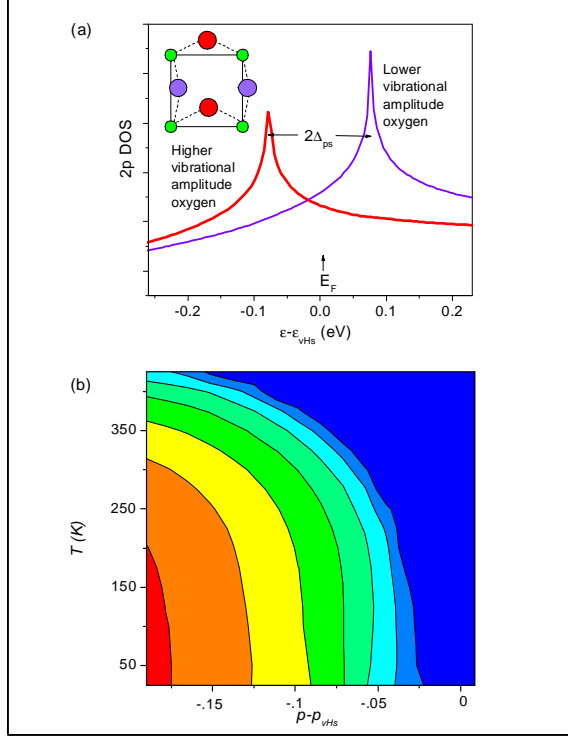 (a)
Lower
vibrational
amplitude
oxygen
2Δps
Higher
vibrational
amplitude
oxygen
2p DOS
EF
-0.2 -0.1 0.0 0.1 0.2
ε-εvHs (eV)
(b)
350
250
150
50
T (K)
-.15 -.1 -.05 0
p-pvHs